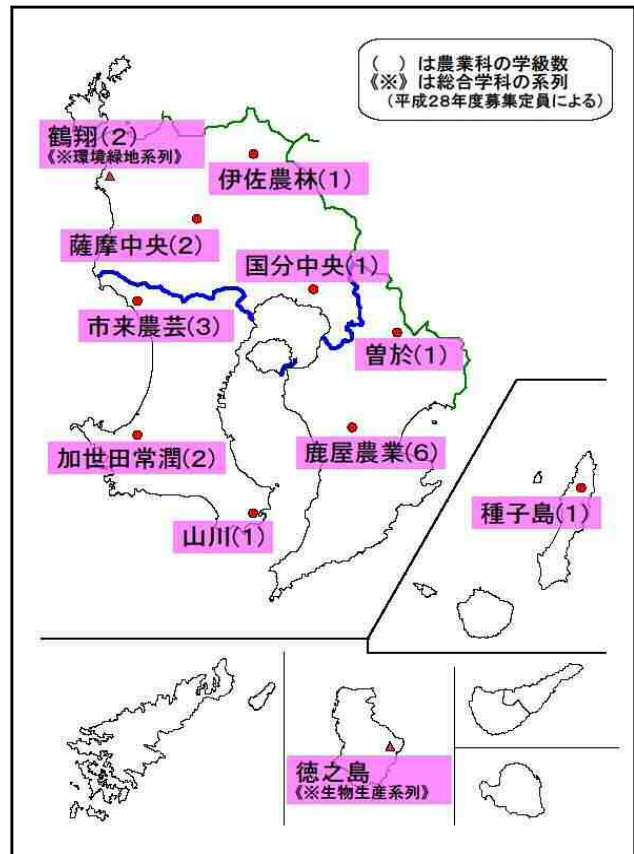 (　)は農業科の学級数
《※》は総合学科の系列
(平成28年度募集定員による)
鶴翔(2)
《※環境緑地系列》
伊佐農林(1)
薩摩中央(2)
国分中央(1)
市来農芸(3)
曽於(1)
加世田常潤(2)
鹿屋農業(6)
山川(1)
種子島(1)
徳之島
《※生物生産系列》